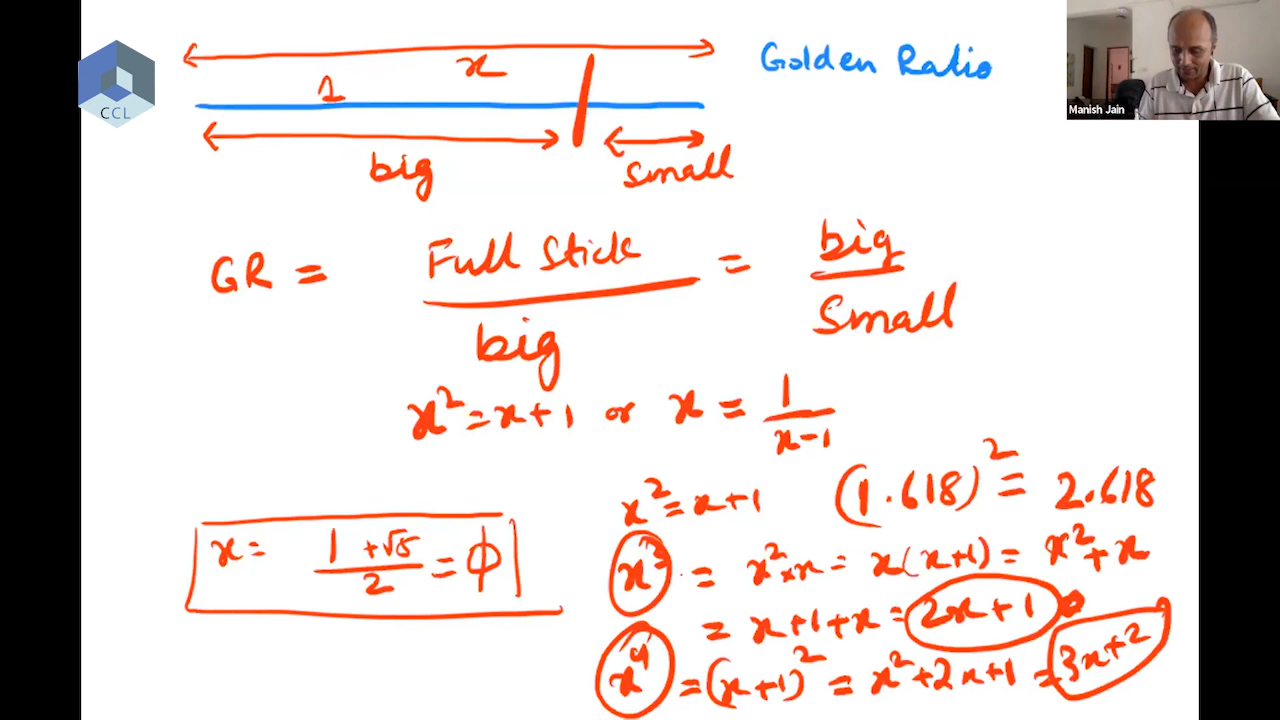 x
Golden Ratio
1
CCL
Manish Jain
big
small
GR = Full Stick / big = big / Small
x² = x + 1 or x = 1 / x-1
x² = x+1
(1.618)² = 2.618
x = 1 + √5 / 2 = φ
x³ = x² × x = x(x+1) = x² + x
= x+1+x = 2x+1
x⁴ = (x+1)² = x²+2x+1 = 3x+2